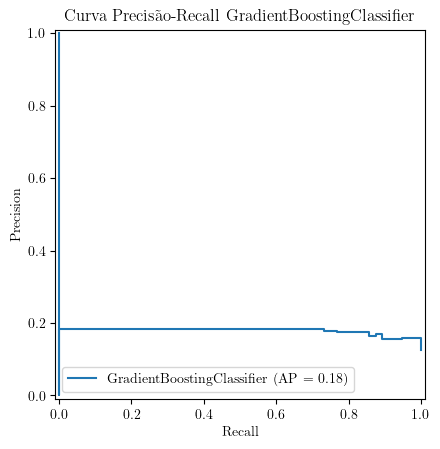 Curva Precisão-Recall GradientBoostingClassifier
1.0
0.8
0.6
0.4
0.2
0.0
Precision
GradientBoostingClassifier (AP = 0.18)
0.0 0.2 0.4 0.6 0.8 1.0
Recall